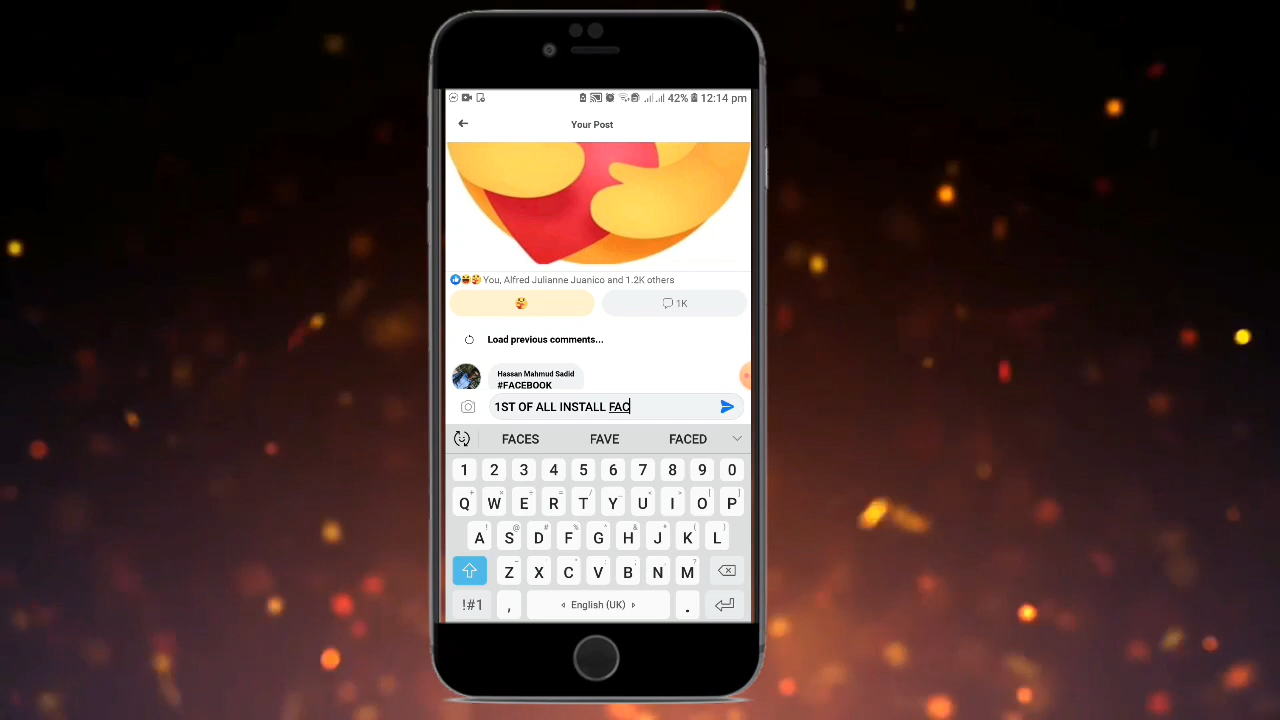 42% 12:14 pm
Your Post
You, Alfred Julianne Juanico and 1.2K others
1K
Load previous comments...
Hassan Mahmud Sadid
#FACEBOOK
1ST OF ALL INSTALL FAC
FACES FAVE FACED
1 2 3 4 5 6 7 8 9 0
Q W E R T Y U I O P
A S D F G H J K L
Z X C V B N M
!#1 , English (UK) .